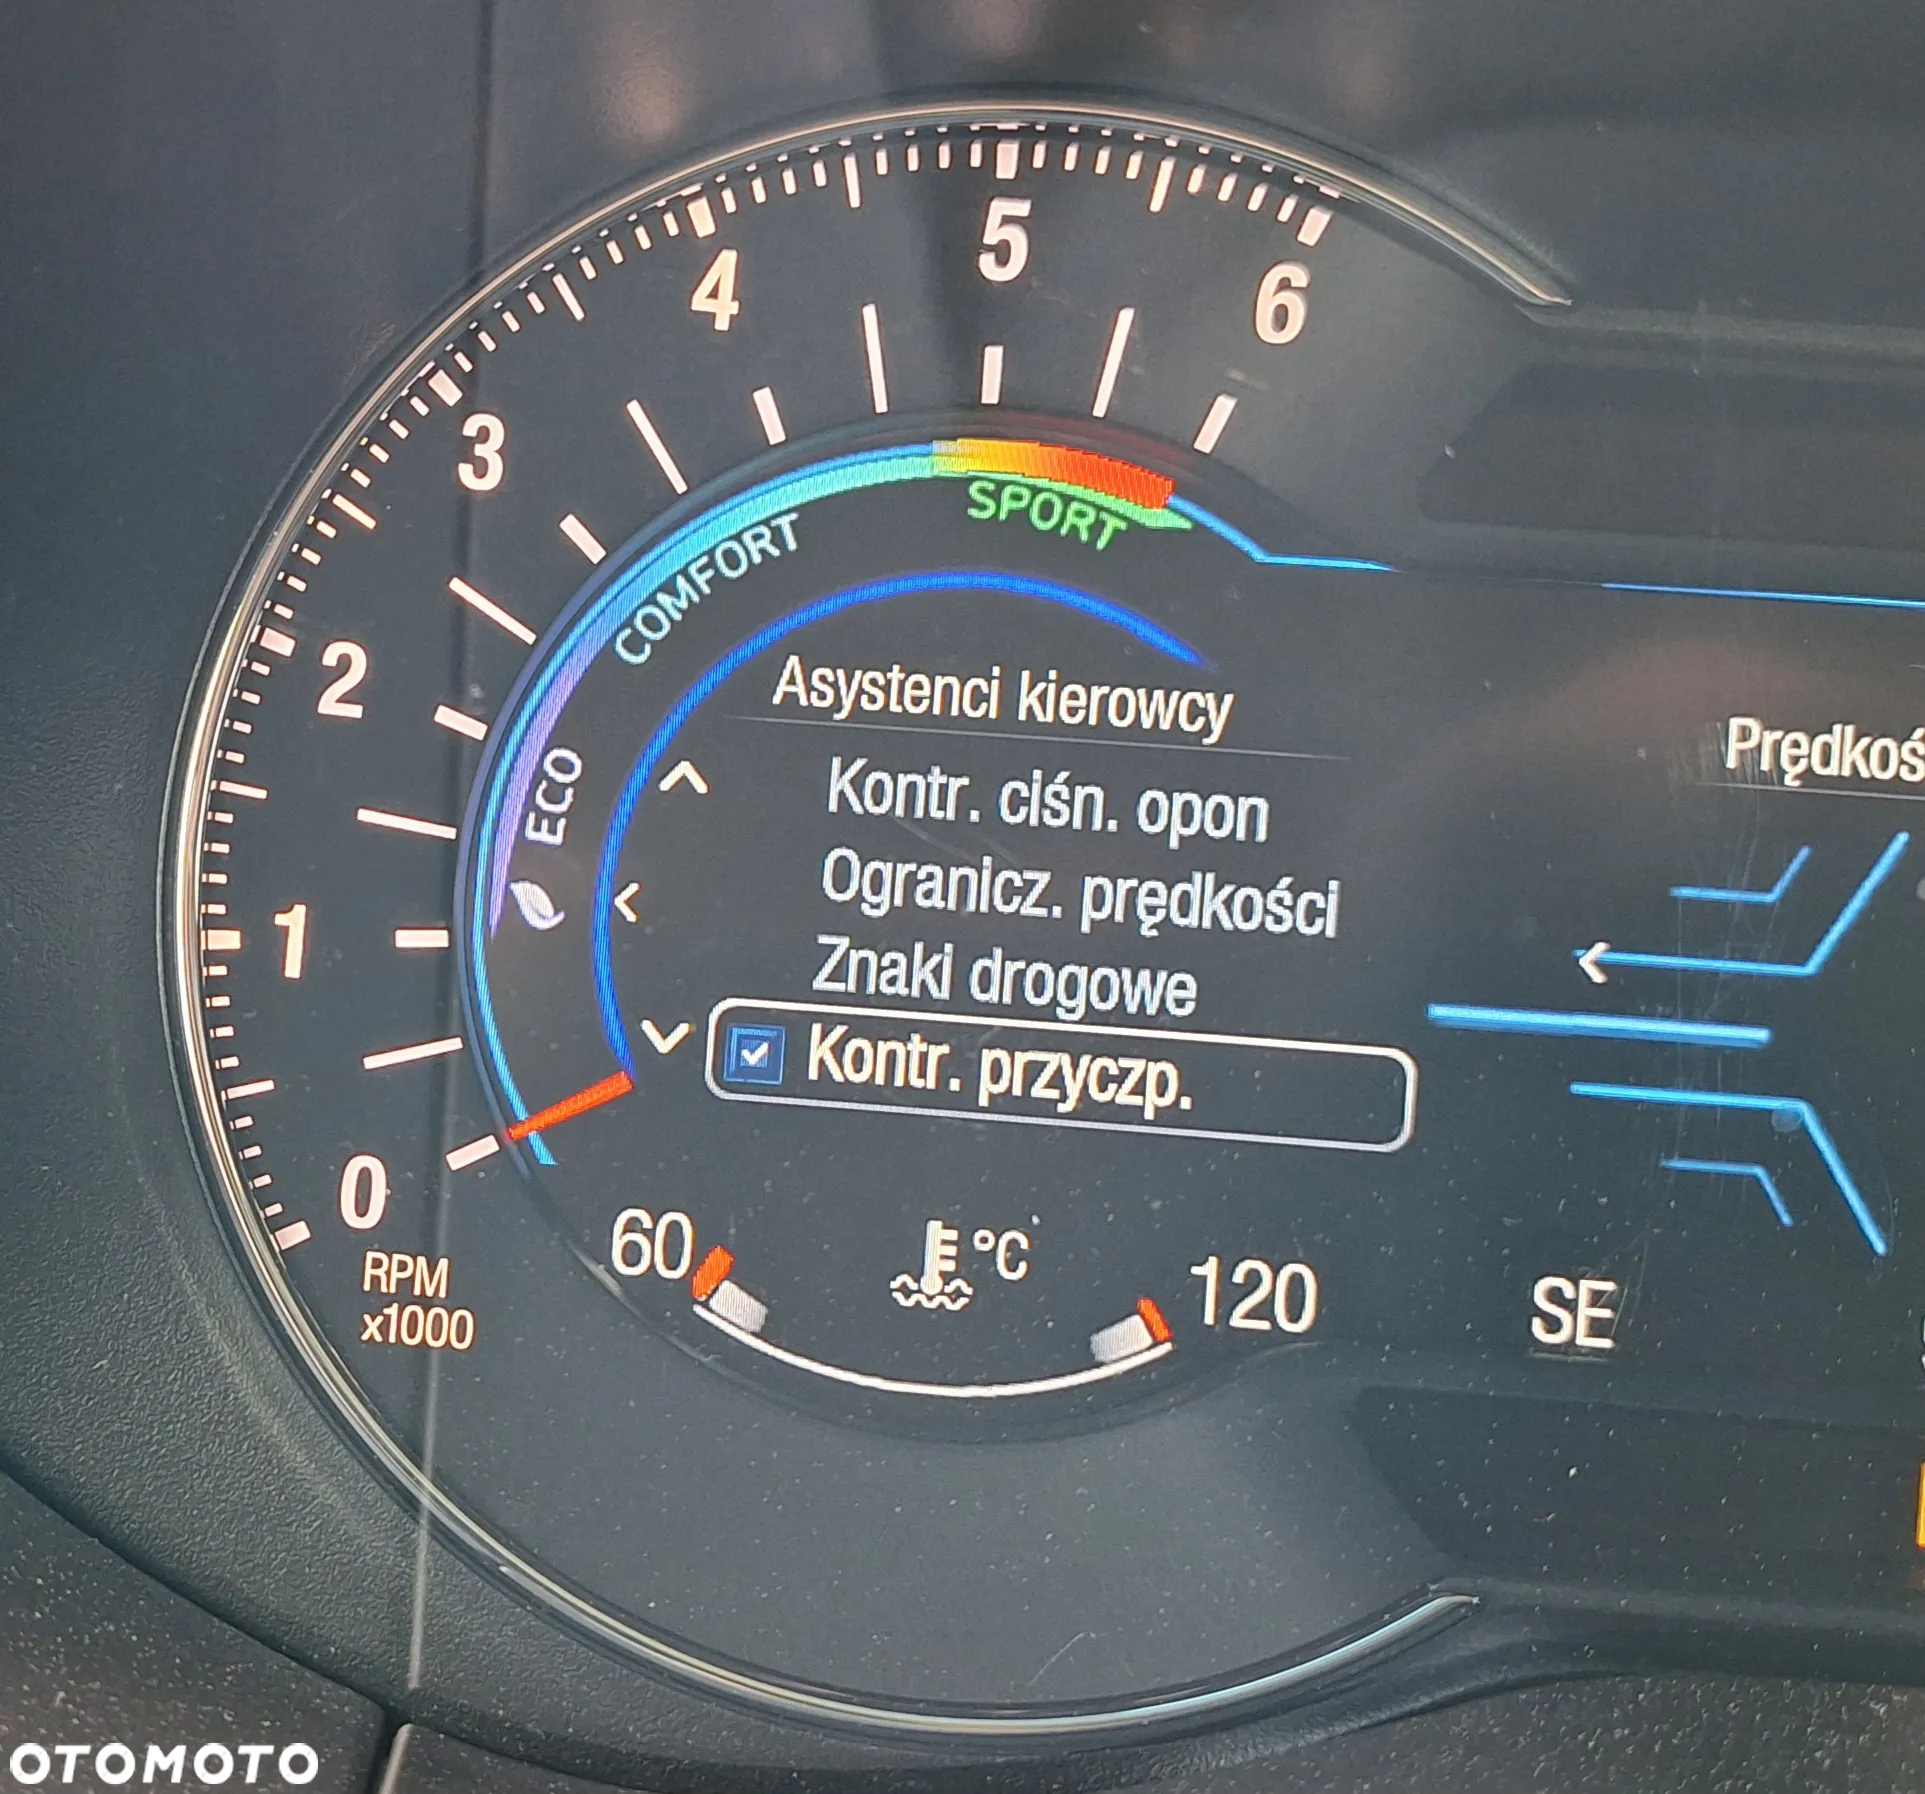 5
4
6
3
SPORT
COMFORT
2
Asystenci kierowcy
ECO
Kontr. ciśn. opon
Ogranicz. prędkości
1
Znaki drogowe
Kontr. przyczp.
0
RPM
x1000
60
°C
120
SE
OTOMOTO